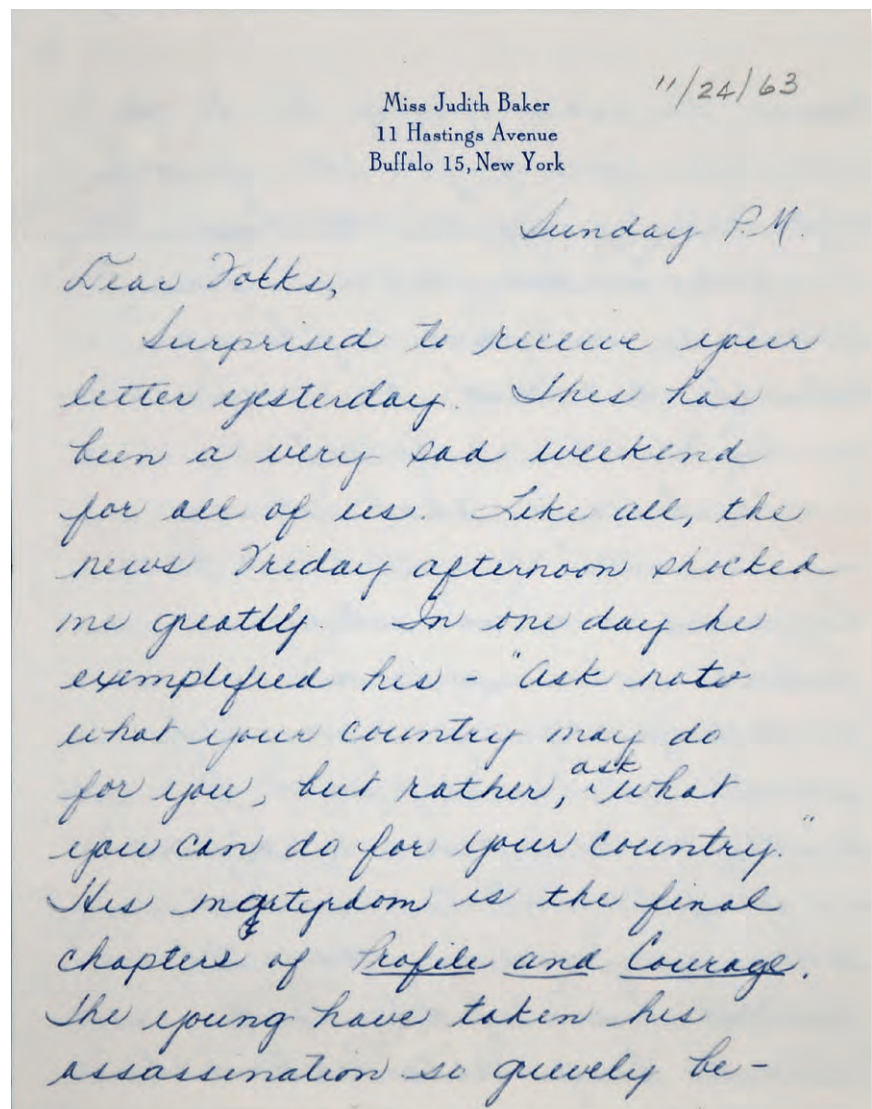 11/24/63
Miss Judith Baker
11 Hastings Avenue
Buffalo 15, New York
Sunday P.M.
Dear Folks,
Surprised to receive your
letter yesterday. This has
been a very sad weekend
for all of us. Like all, the
news Friday afternoon shocked
me greatly. In one day he
exemplified his - "Ask not
what your country may do
for you, but rather, ask what
you can do for your country."
His martyrdom is the final
chapters of Profile and Courage.
The young have taken his
assassination so grievely be-